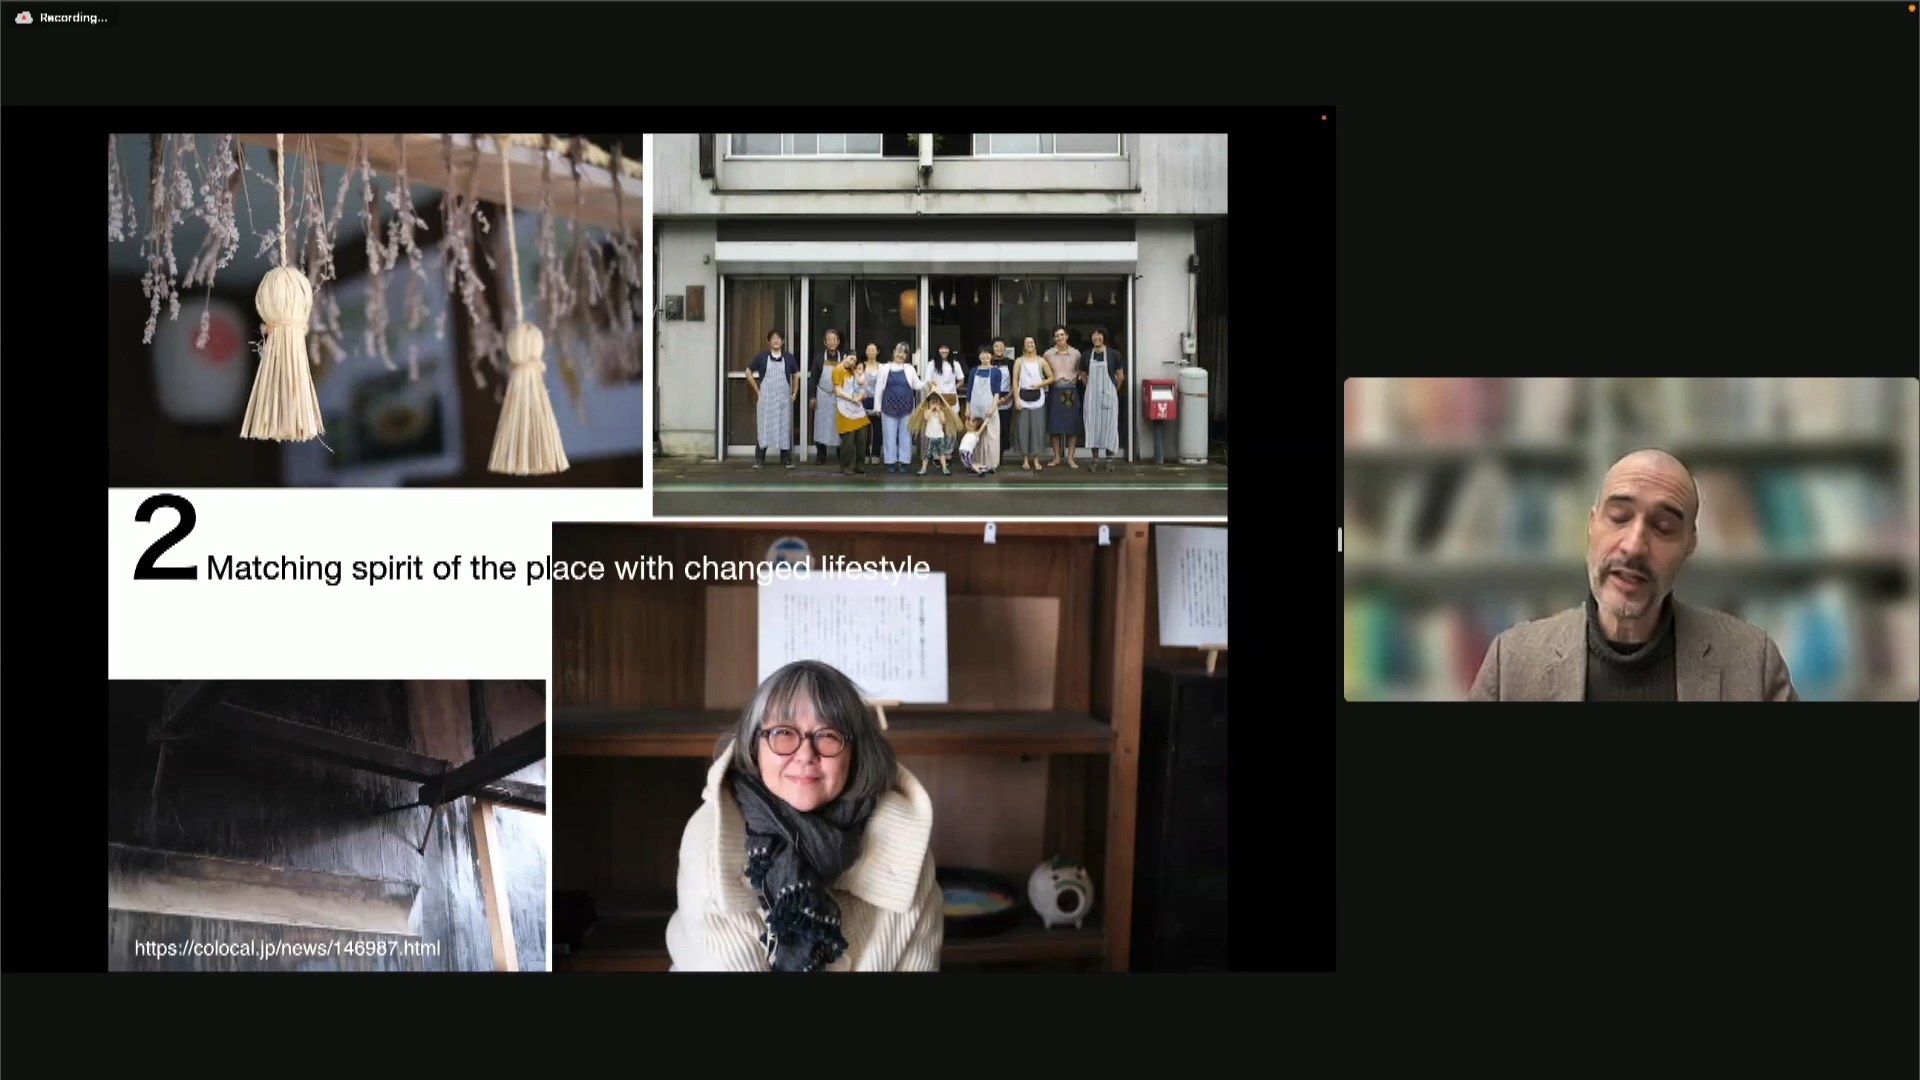 Recording...
2 Matching spirit of the place with changed lifestyle
https://colocal.jp/news/146987.html